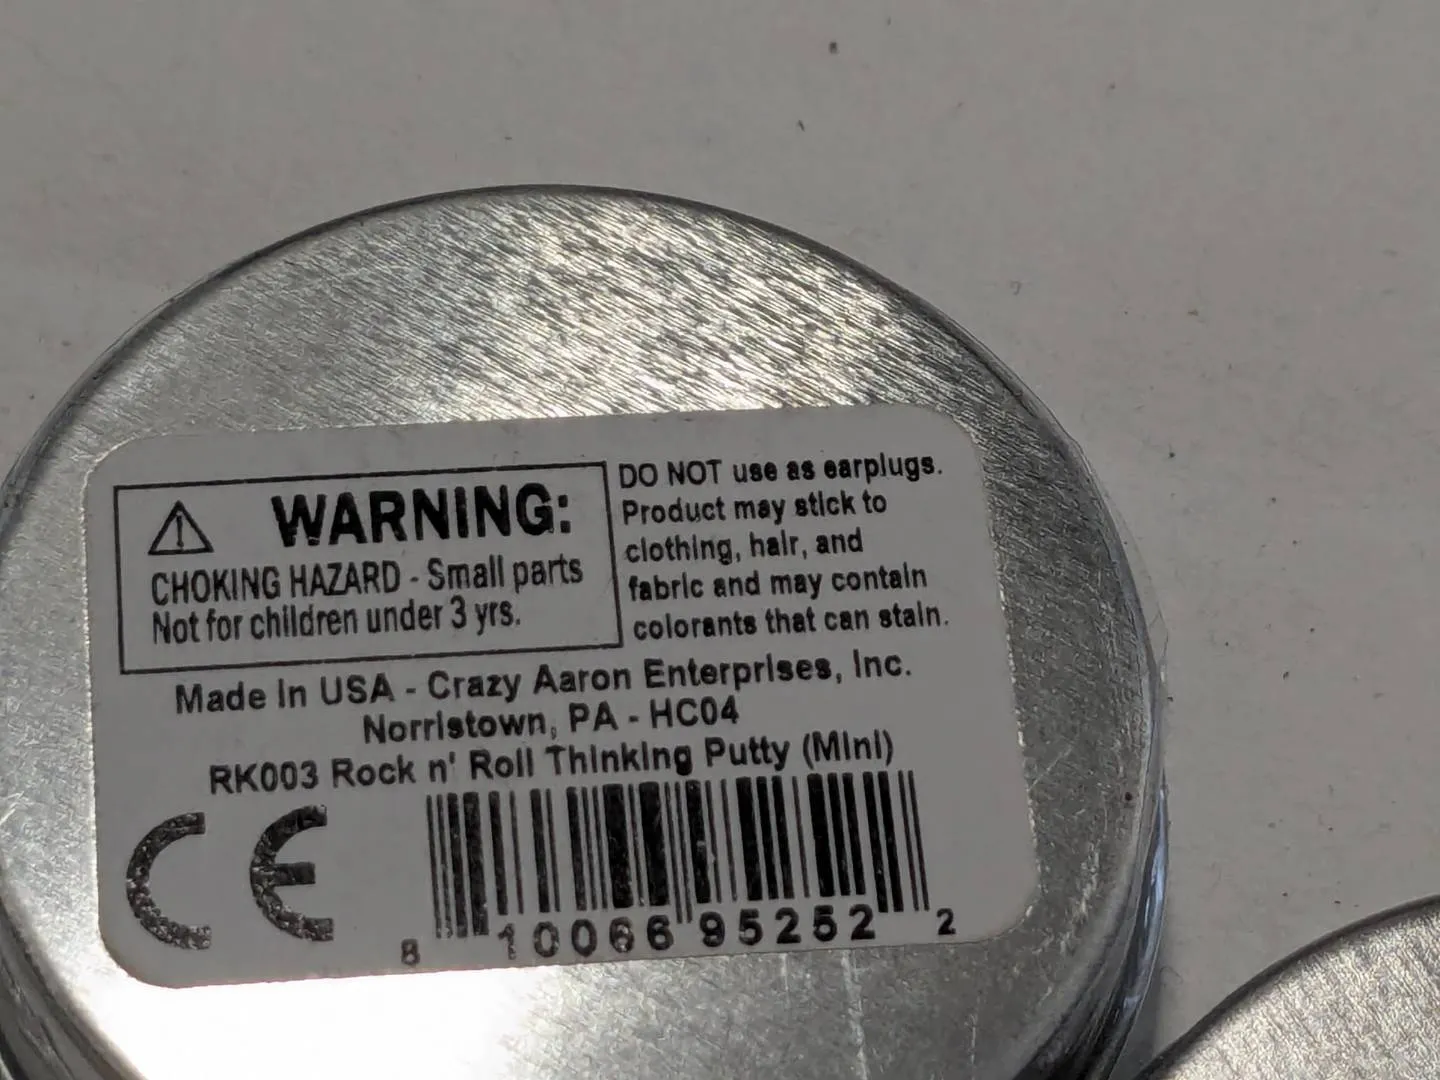 WARNING:
CHOKING HAZARD - Small parts
Not for children under 3 yrs.
DO NOT use as earplugs.
Product may stick to
clothing, hair, and
fabric and may contain
colorants that can stain.
Made In USA - Crazy Aaron Enterprises, Inc.
Norristown, PA - HC04
RK003 Rock n' Roll Thinking Putty (Mini)
CE
8 10066 95252 2